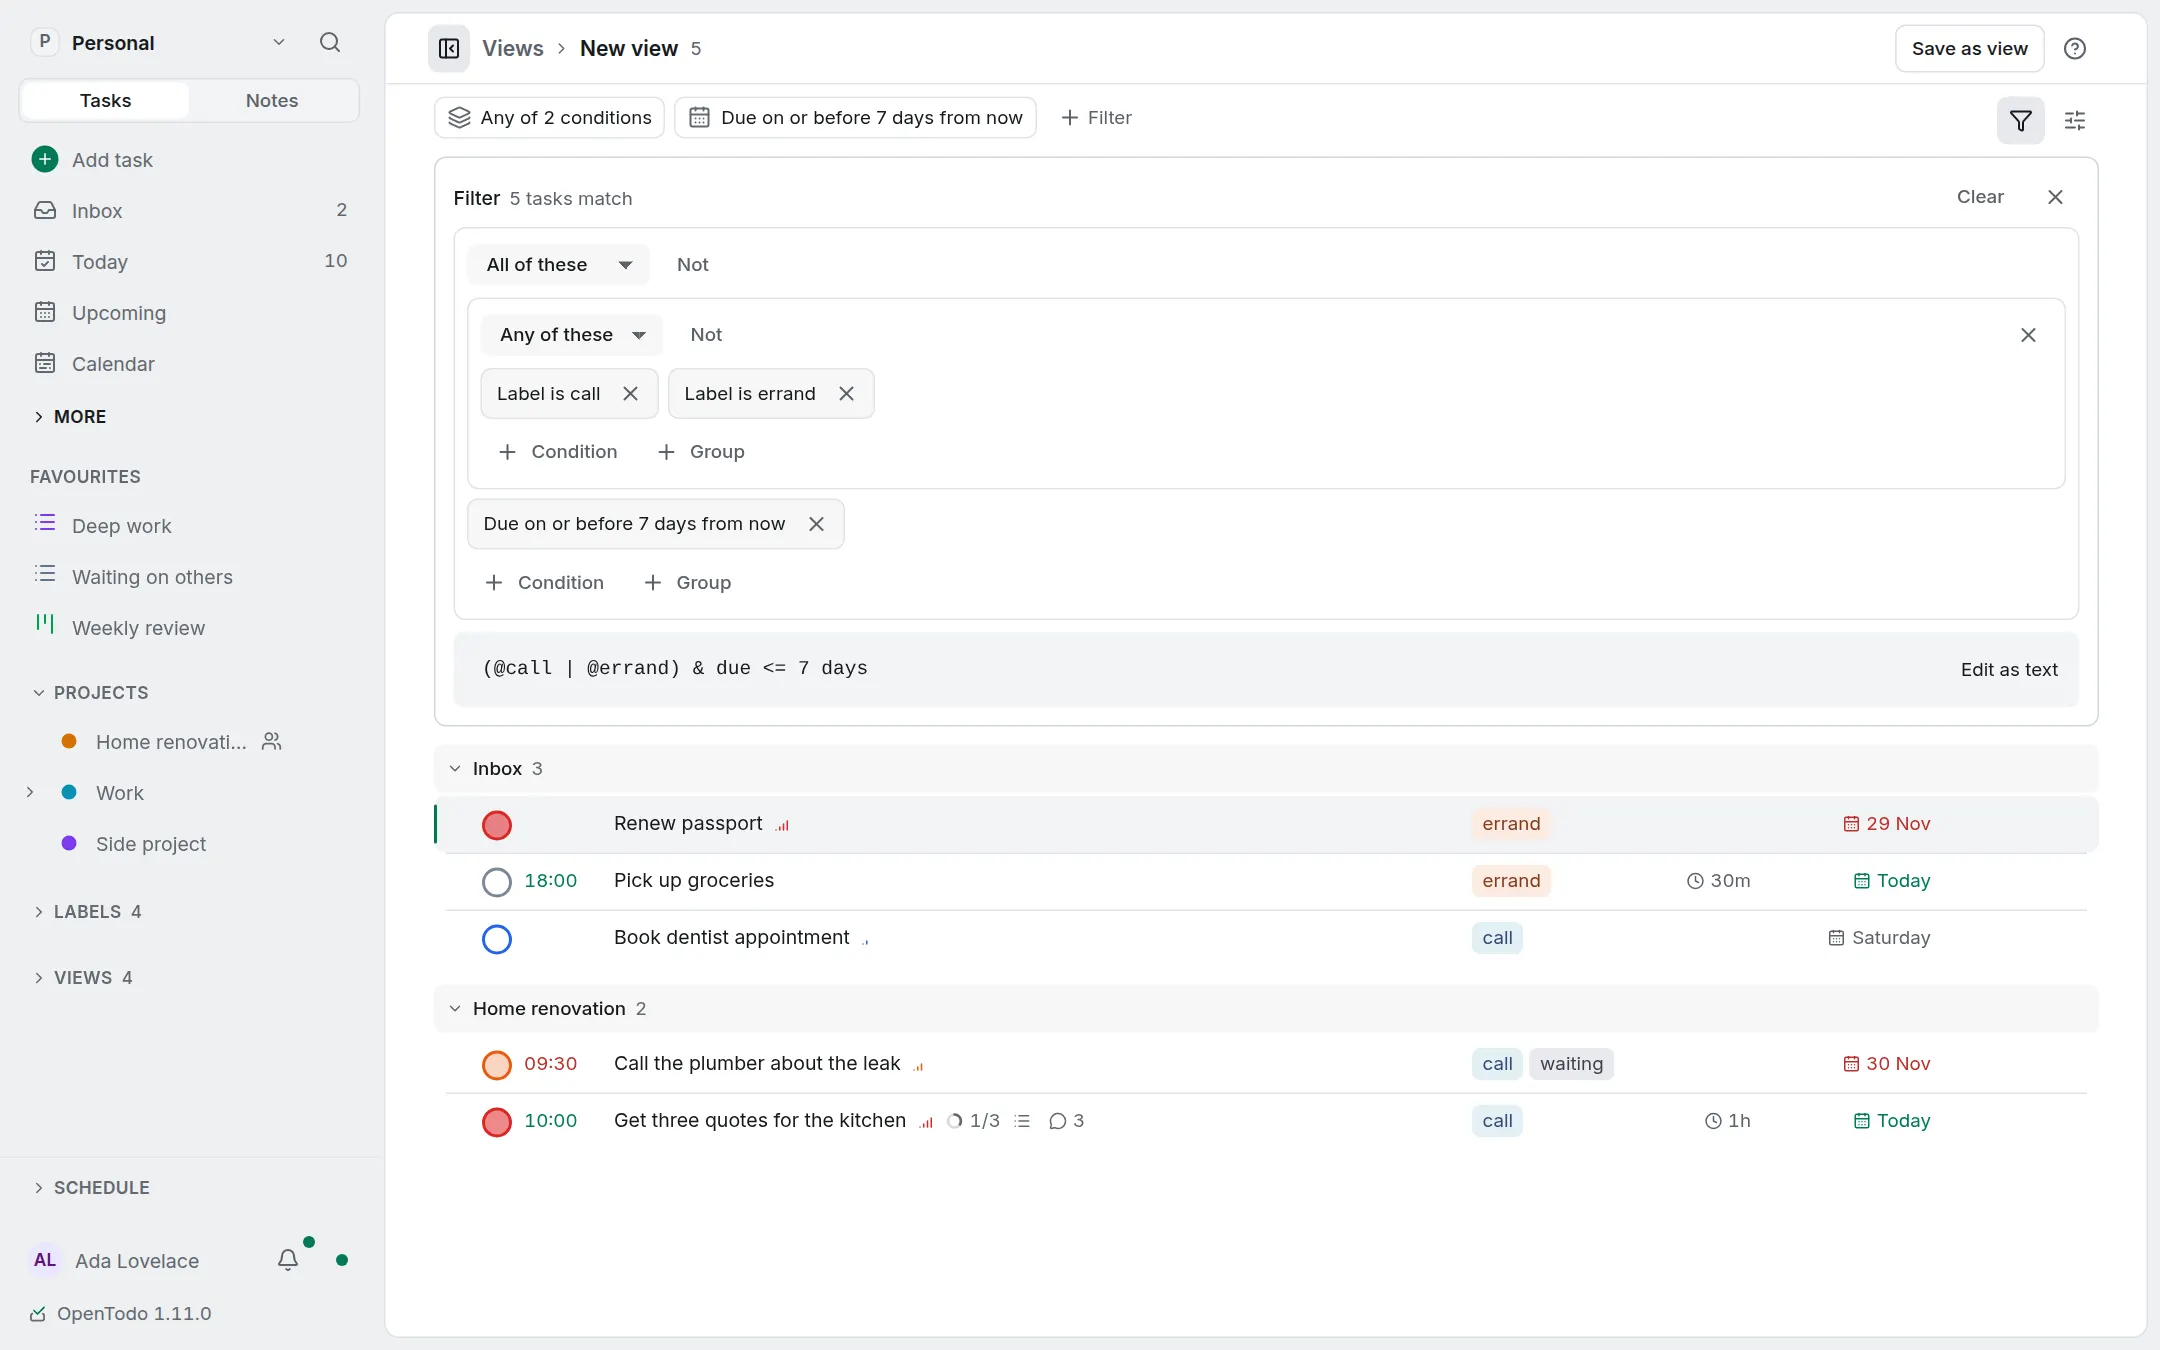 P Personal
Tasks Notes
Add task
Inbox 2
Today 10
Upcoming
Calendar
MORE
FAVOURITES
Deep work
Waiting on others
Weekly review
PROJECTS
Home renovati...
Work
Side project
LABELS 4
VIEWS 4
SCHEDULE
AL Ada Lovelace
OpenTodo 1.11.0
Views > New view 5
Save as view
Any of 2 conditions Due on or before 7 days from now + Filter
Filter 5 tasks match
Clear
All of these Not
Any of these Not
Label is call Label is errand
+ Condition + Group
Due on or before 7 days from now
+ Condition + Group
(@call | @errand) & due <= 7 days
Edit as text
Inbox 3
Renew passport errand 29 Nov
18:00 Pick up groceries errand 30m Today
Book dentist appointment call Saturday
Home renovation 2
09:30 Call the plumber about the leak call waiting 30 Nov
10:00 Get three quotes for the kitchen 1/3 3 call 1h Today